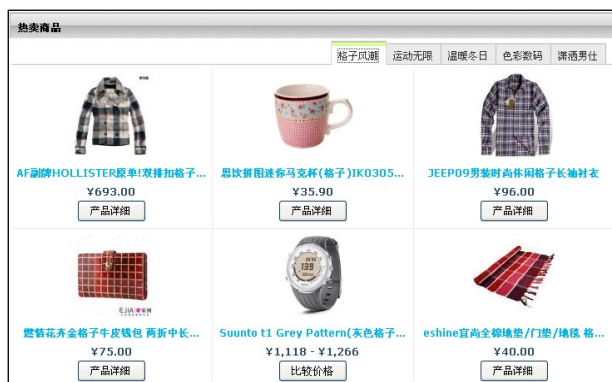 热卖商品
格子风潮 运动无限 温暖冬日 色彩数码 潇洒男仕
AF副牌HOLLISTER原单!双排扣格子... 思饮拼图迷你马克杯(格子)IK0305... JEEP09男装时尚休闲格子长袖衬衣
¥693.00 ¥35.90 ¥96.00
产品详细 产品详细 产品详细
EJIA 家网
燃情花卉金格子牛皮钱包 两折中长... Suunto t1 Grey Pattern(灰色格子... eshine宜尚全棉地垫/门垫/地毯 格...
¥75.00 ¥1,118 - ¥1,266 ¥40.00
产品详细 比较价格 产品详细